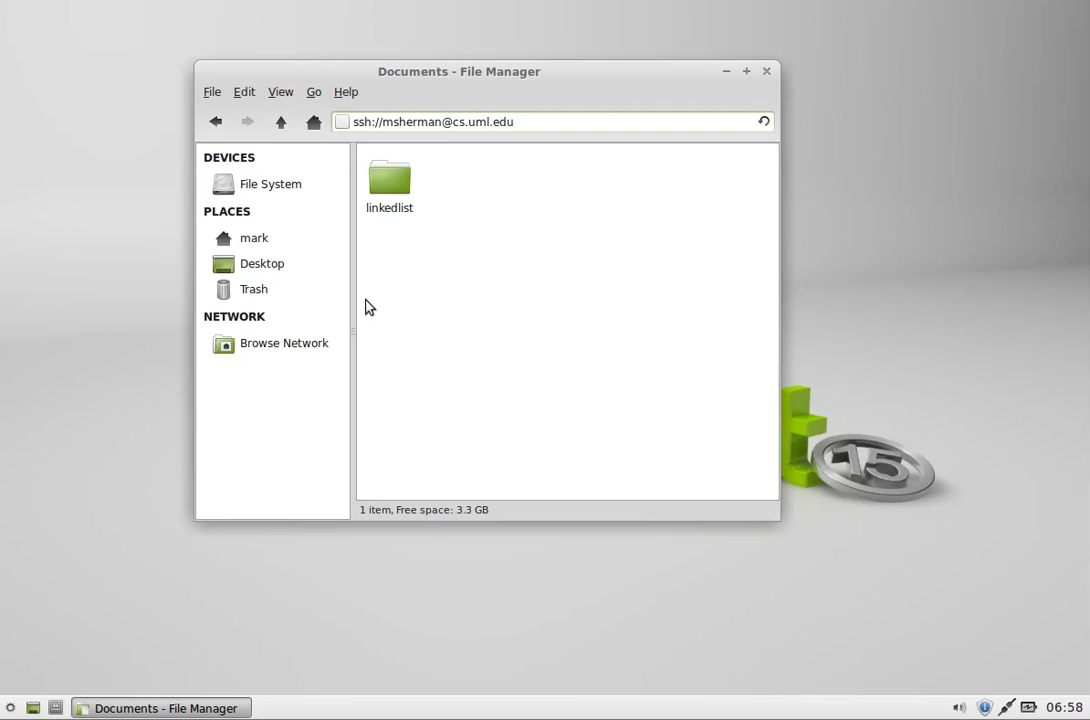 Documents - File Manager
File Edit View Go Help
ssh://msherman@cs.uml.edu
DEVICES
File System
PLACES
mark
Desktop
Trash
NETWORK
Browse Network
linkedlist
1 item, Free space: 3.3 GB
15
Documents - File Manager
06:58